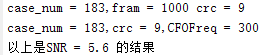 case_num = 183,fram = 1000 crc = 9
case_num = 183,crc = 9,CFOFreq = 300
以上是SNR = 5.6 的结果